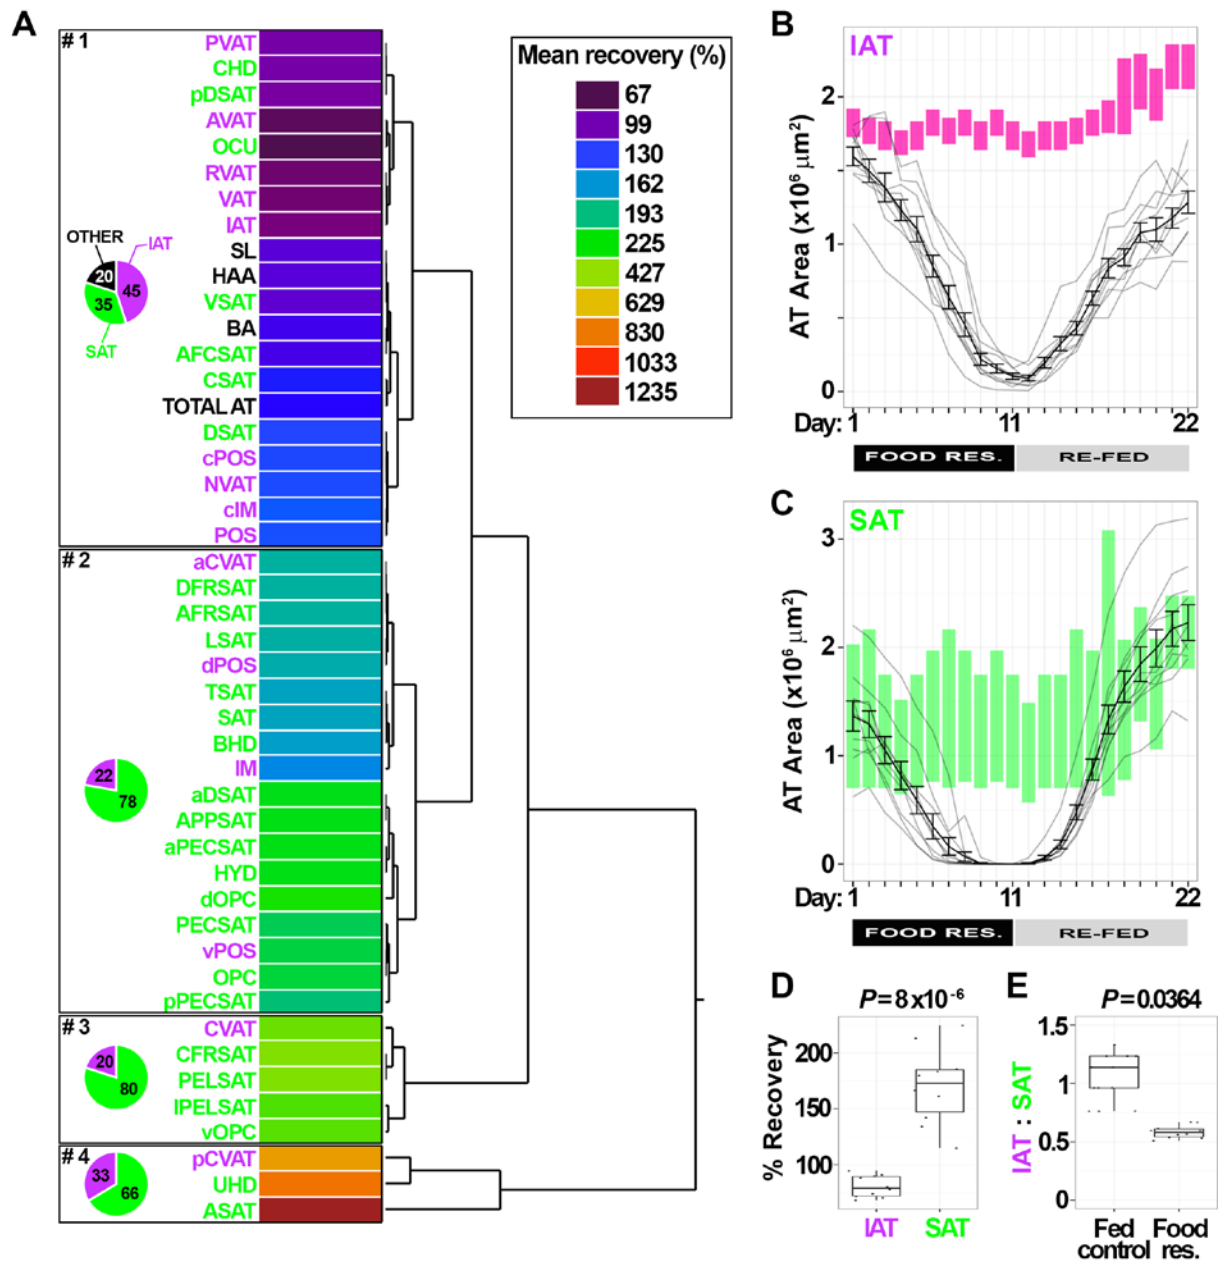 A
# 1
PVAT
CHD
pDSAT
AVAT
OCU
RVAT
VAT
IAT
SL
HAA
VSAT
BA
AFCSAT
CSAT
TOTAL AT
DSAT
cPOS
NVAT
cIM
POS
OTHER
IAT
20
45
35
SAT
# 2
aCVAT
DFRSAT
AFRSAT
LSAT
dPOS
TSAT
SAT
BHD
IM
aDSAT
APPSAT
aPECSAT
HYD
dOPC
PECSAT
vPOS
OPC
pPECSAT
22
78
# 3
CVAT
CFRSAT
PELSAT
IPELSAT
vOPC
20
80
# 4
pCVAT
UHD
ASAT
33
66
Mean recovery (%)
67
99
130
162
193
225
427
629
830
1033
1235
B
IAT
AT Area (x10⁶ µm²)
2
1
0
Day: 1 11 22
FOOD RES. RE-FED
C
SAT
AT Area (x10⁶ µm²)
3
2
1
0
Day: 1 11 22
FOOD RES. RE-FED
D
P = 8 x10⁻⁶
% Recovery
200
150
100
IAT SAT
E
P = 0.0364
IAT : SAT
1.5
1
0.5
0
Fed Food
control res.